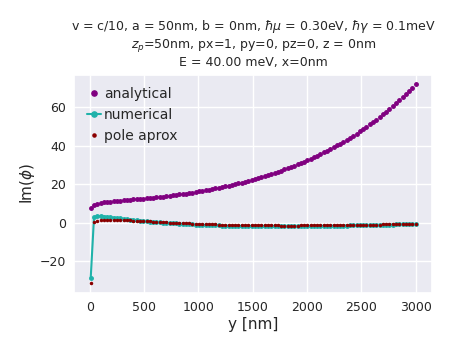 v = c/10, a = 50nm, b = 0nm, ℏμ = 0.30eV, ℏγ = 0.1meV
zₚ=50nm, px=1, py=0, pz=0, z = 0nm
E = 40.00 meV, x=0nm
analytical
numerical
pole aprox
Im(ϕ)
60
40
20
0
−20
0 500 1000 1500 2000 2500 3000
y [nm]